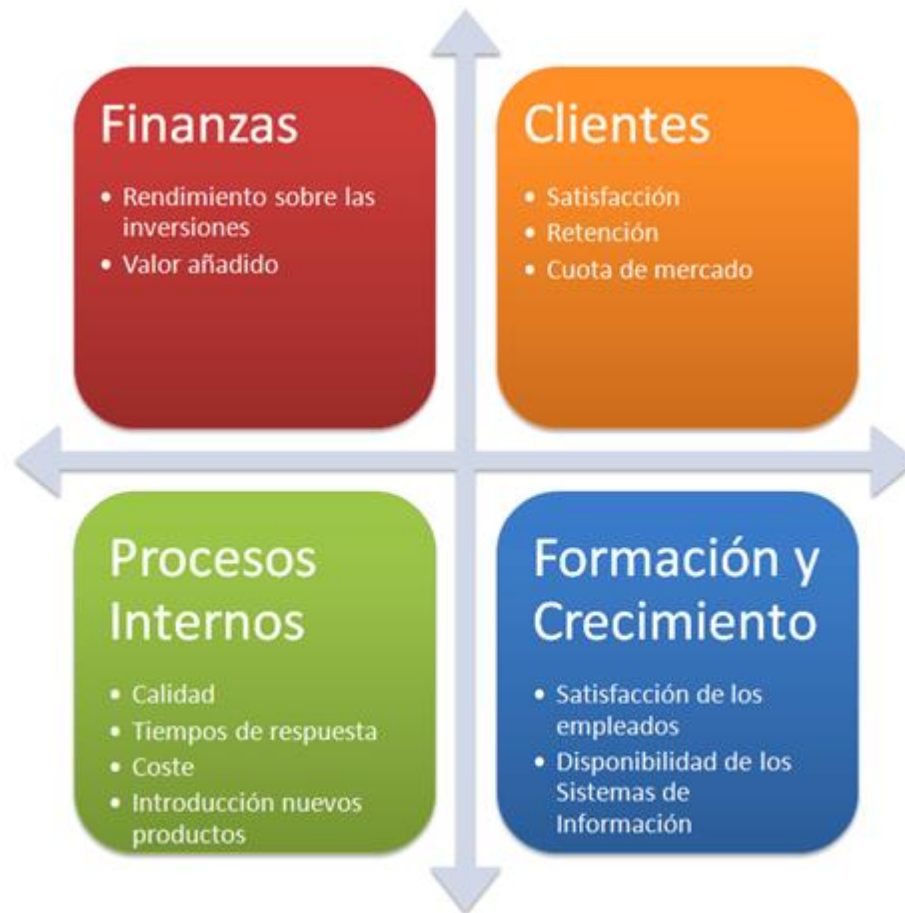 Finanzas
• Rendimiento sobre las
inversiones
• Valor añadido
Clientes
• Satisfacción
• Retención
• Cuota de mercado
Procesos
Internos
• Calidad
• Tiempos de respuesta
• Coste
• Introducción nuevos
productos
Formación y
Crecimiento
• Satisfacción de los
empleados
• Disponibilidad de los
Sistemas de
Información